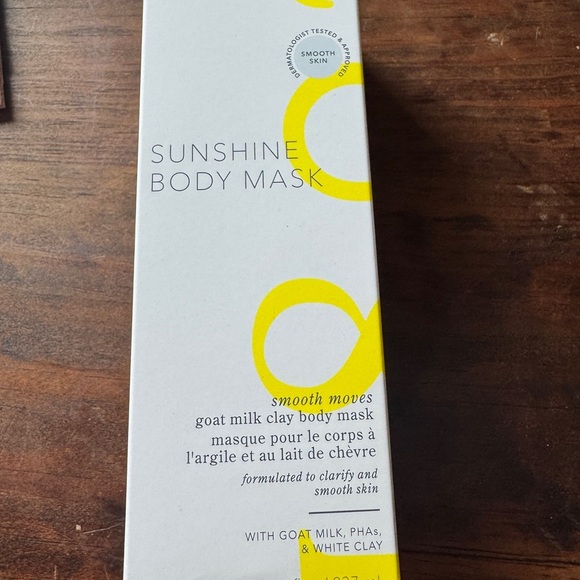 DERMATOLOGIST TESTED & APPROVED
SMOOTH
SKIN
SUNSHINE
BODY MASK
smooth moves
goat milk clay body mask
masque pour le corps à
l'argile et au lait de chèvre
formulated to clarify and
smooth skin
WITH GOAT MILK, PHAs,
& WHITE CLAY